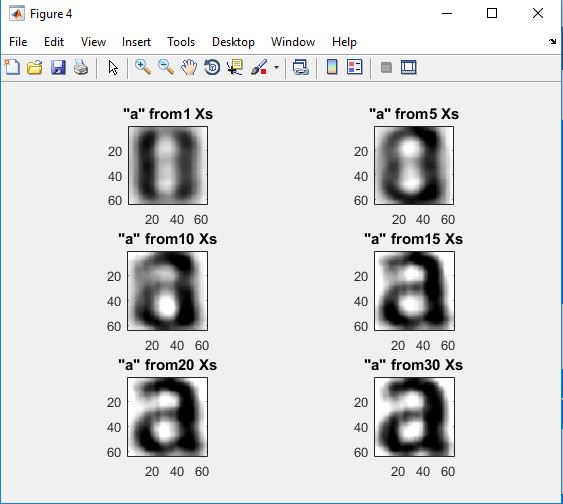 Figure 4
File Edit View Insert Tools Desktop Window Help
"a" from1 Xs
20
40
60
20 40 60
"a" from5 Xs
20
40
60
20 40 60
"a" from10 Xs
20
40
60
20 40 60
"a" from15 Xs
20
40
60
20 40 60
"a" from20 Xs
20
40
60
20 40 60
a
"a" from30 Xs
20
40
60
20 40 60
a